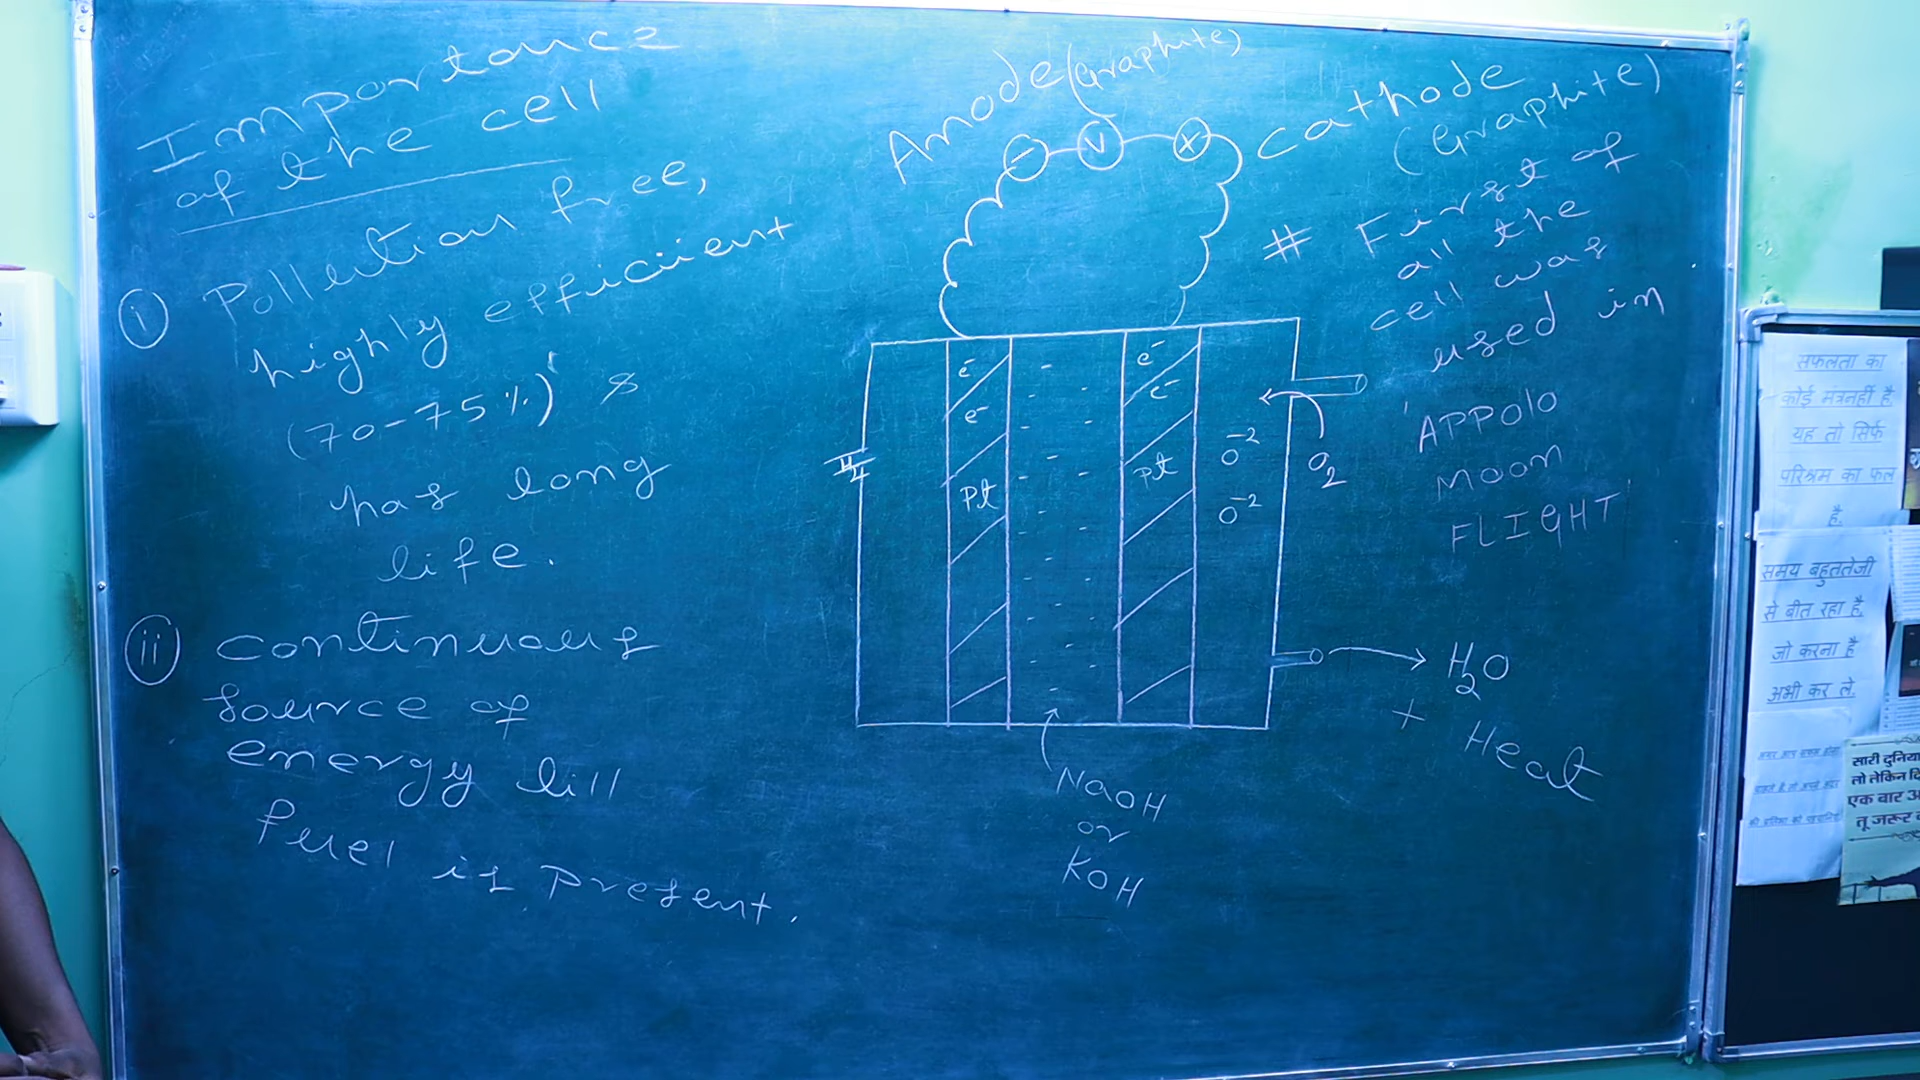 Importance
of the cell
i) Pollution free,
highly efficiient
(70-75%) &
has long
life.
ii) Continuous
source of
energy till
fuel is present.
Anode (Graphite)
- V +
Cathode
(Graphite)
# First of
all the
cell was
used in
'APPOLO
MOON
FLIGHT'
e- e-
e- e-
H2
Pt Pt
O-2
O-2
O2
H2O
+ Heat
NaOH
or
KOH
सफलता का
कोई मंत्र नहीं है
यह तो सिर्फ
परिश्रम का फल
है.
समय बहुत तेजी
से बीत रहा है.
जो करना है
अभी कर ले.
सारी दुनिया
लो लेकिन
एक बार
तू जरूर